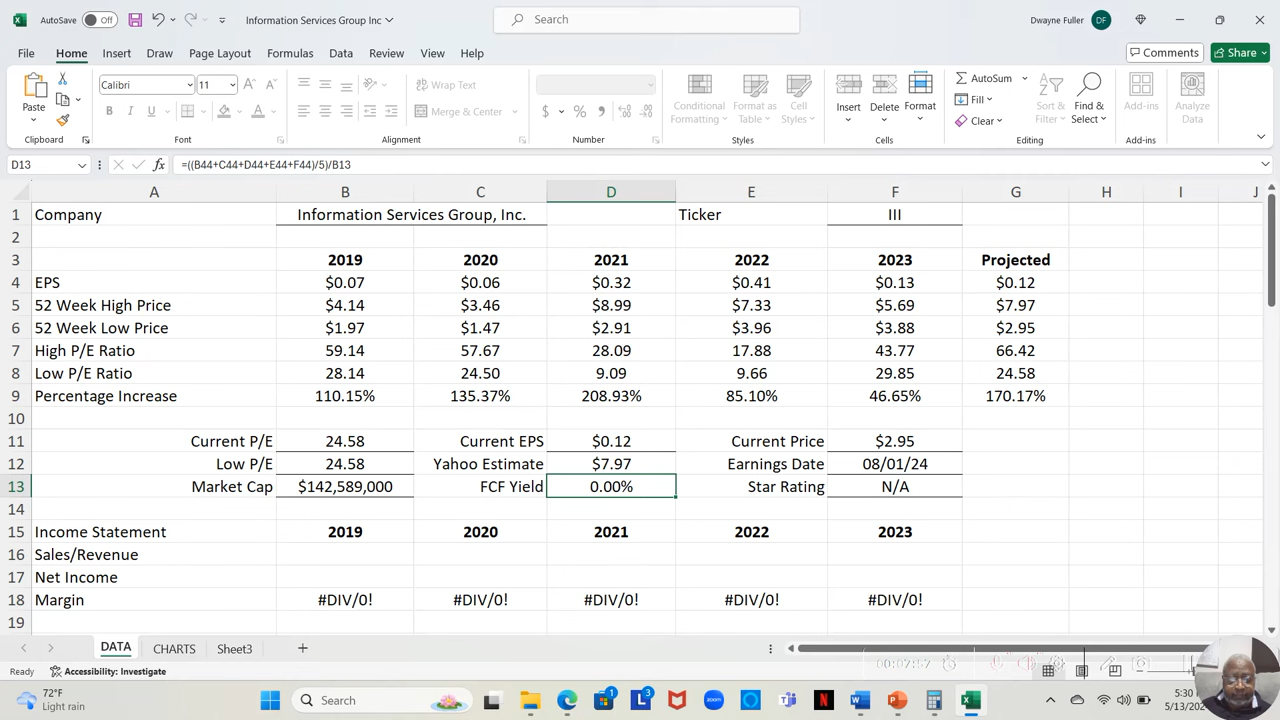 AutoSave Off Information Services Group Inc Search Dwayne Fuller DF
File Home Insert Draw Page Layout Formulas Data Review View Help Comments Share
Paste Calibri 11 Wrap Text Merge & Center Conditional Formatting Format as Table Cell Styles Insert Delete Format AutoSum Fill Clear Sort & Filter Find & Select Add-ins Analyze Data
Clipboard Font Alignment Number Styles Cells Editing Add-ins
D13 fx =((B44+C44+D44+E44+F44)/5)/B13
A B C D E F G H I J
1 Company Information Services Group, Inc. Ticker III
2
3 2019 2020 2021 2022 2023 Projected
4 EPS $0.07 $0.06 $0.32 $0.41 $0.13 $0.12
5 52 Week High Price $4.14 $3.46 $8.99 $7.33 $5.69 $7.97
6 52 Week Low Price $1.97 $1.47 $2.91 $3.96 $3.88 $2.95
7 High P/E Ratio 59.14 57.67 28.09 17.88 43.77 66.42
8 Low P/E Ratio 28.14 24.50 9.09 9.66 29.85 24.58
9 Percentage Increase 110.15% 135.37% 208.93% 85.10% 46.65% 170.17%
10
11 Current P/E 24.58 Current EPS $0.12 Current Price $2.95
12 Low P/E 24.58 Yahoo Estimate $7.97 Earnings Date 08/01/24
13 Market Cap $142,589,000 FCF Yield 0.00% Star Rating N/A
14
15 Income Statement 2019 2020 2021 2022 2023
16 Sales/Revenue
17 Net Income
18 Margin #DIV/0! #DIV/0! #DIV/0! #DIV/0! #DIV/0!
19
DATA CHARTS Sheet3
Ready Accessibility: Investigate 00:07:57
72°F
Light rain
Search
5:30